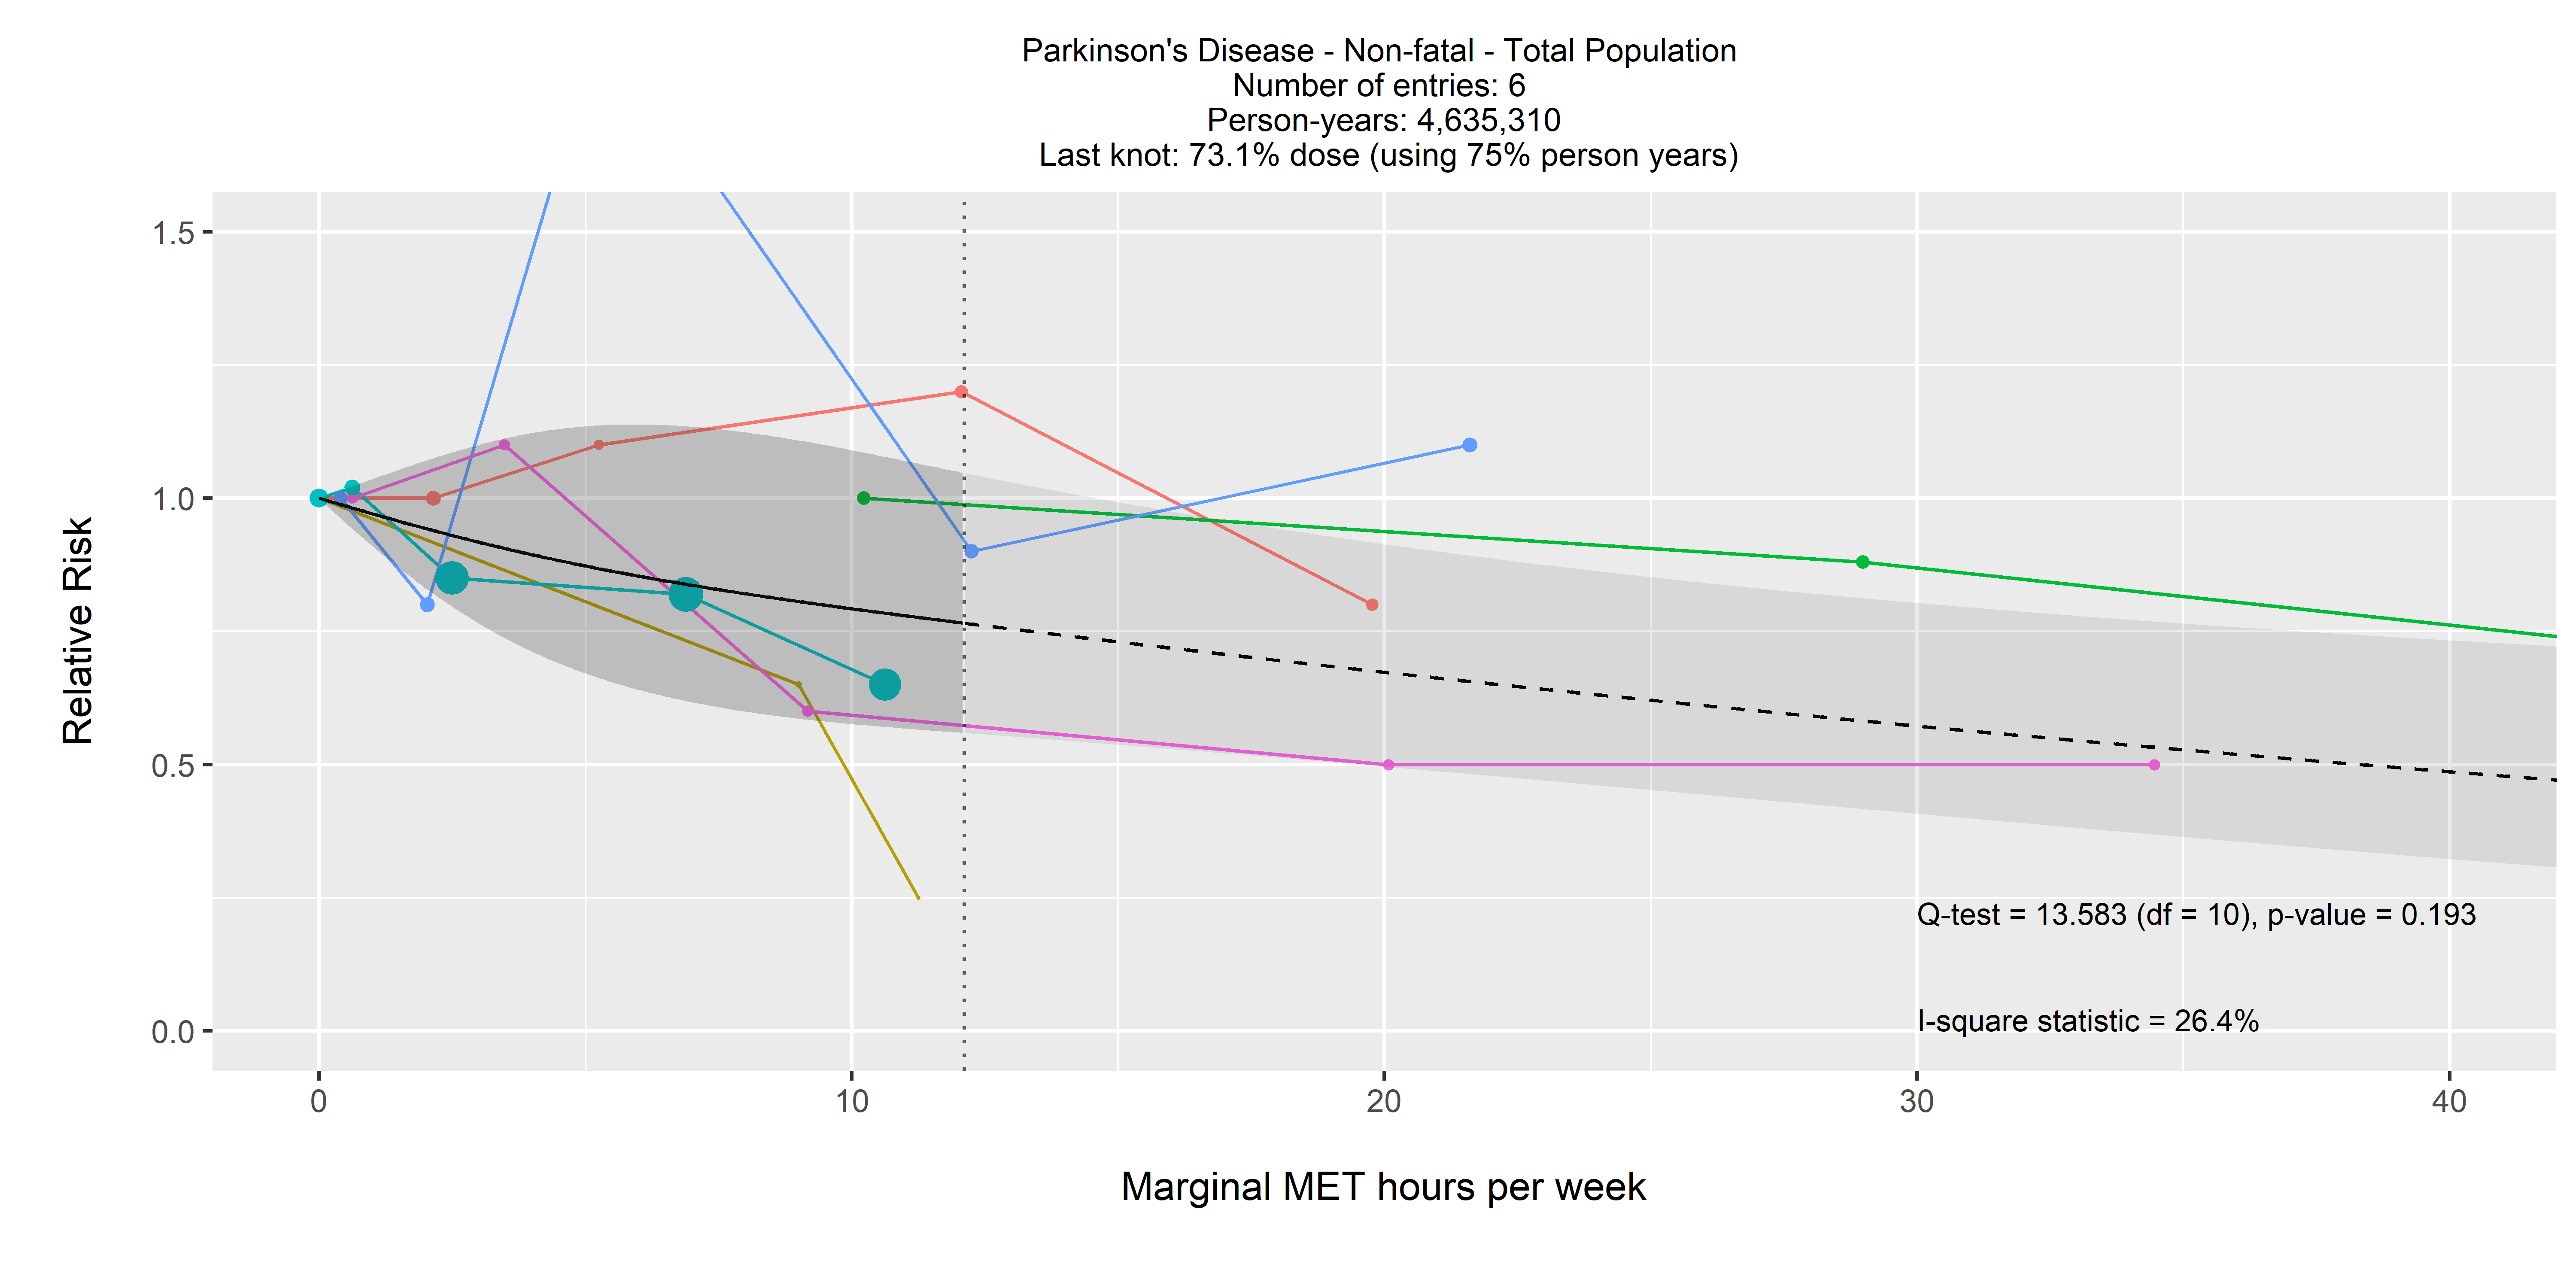 Parkinson's Disease - Non-fatal - Total Population
Number of entries: 6
Person-years: 4,635,310
Last knot: 73.1% dose (using 75% person years)
1.5
1.0
0.5
0.0
Relative Risk
Q-test = 13.583 (df = 10), p-value = 0.193
I-square statistic = 26.4%
0 10 20 30 40
Marginal MET hours per week